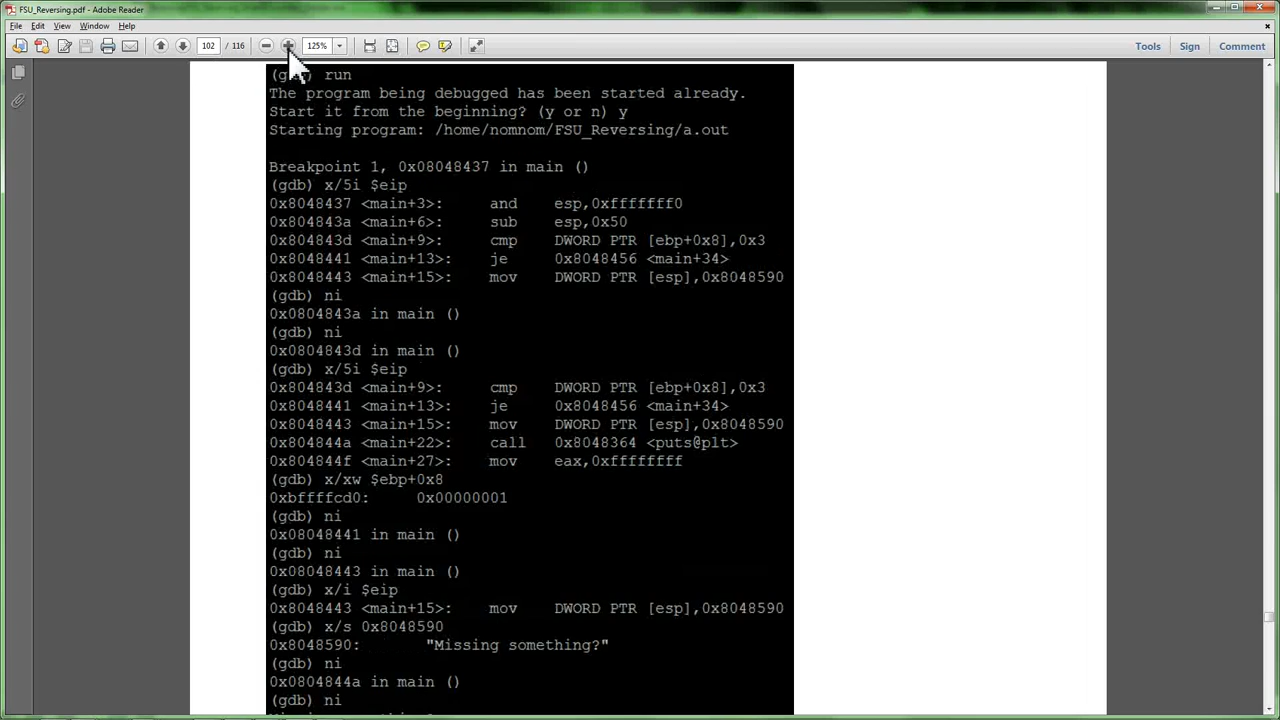 FSU_Reversing.pdf - Adobe Reader
File Edit View Window Help
102 / 116 125% Tools Sign Comment
(gdb) run
The program being debugged has been started already.
Start it from the beginning? (y or n) y
Starting program: /home/nomnom/FSU_Reversing/a.out
Breakpoint 1, 0x08048437 in main ()
(gdb) x/5i $eip
0x8048437 <main+3>: and esp,0xfffffff0
0x804843a <main+6>: sub esp,0x50
0x804843d <main+9>: cmp DWORD PTR [ebp+0x8],0x3
0x8048441 <main+13>: je 0x8048456 <main+34>
0x8048443 <main+15>: mov DWORD PTR [esp],0x8048590
(gdb) ni
0x0804843a in main ()
(gdb) ni
0x0804843d in main ()
(gdb) x/5i $eip
0x804843d <main+9>: cmp DWORD PTR [ebp+0x8],0x3
0x8048441 <main+13>: je 0x8048456 <main+34>
0x8048443 <main+15>: mov DWORD PTR [esp],0x8048590
0x804844a <main+22>: call 0x8048364 <puts@plt>
0x804844f <main+27>: mov eax,0xffffffff
(gdb) x/xw $ebp+0x8
0xbffffcd0: 0x00000001
(gdb) ni
0x08048441 in main ()
(gdb) ni
0x08048443 in main ()
(gdb) x/i $eip
0x8048443 <main+15>: mov DWORD PTR [esp],0x8048590
(gdb) x/s 0x8048590
0x8048590: "Missing something?"
(gdb) ni
0x0804844a in main ()
(gdb) ni